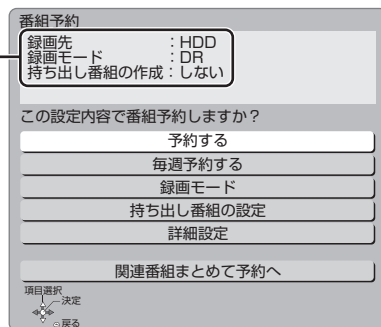 番組予約
録画先　　　　　：HDD
録画モード　　　：DR
持ち出し番組の作成：しない
この設定内容で番組予約しますか？
予約する
毎週予約する
録画モード
持ち出し番組の設定
詳細設定
関連番組まとめて予約へ
項目選択
決定
戻る